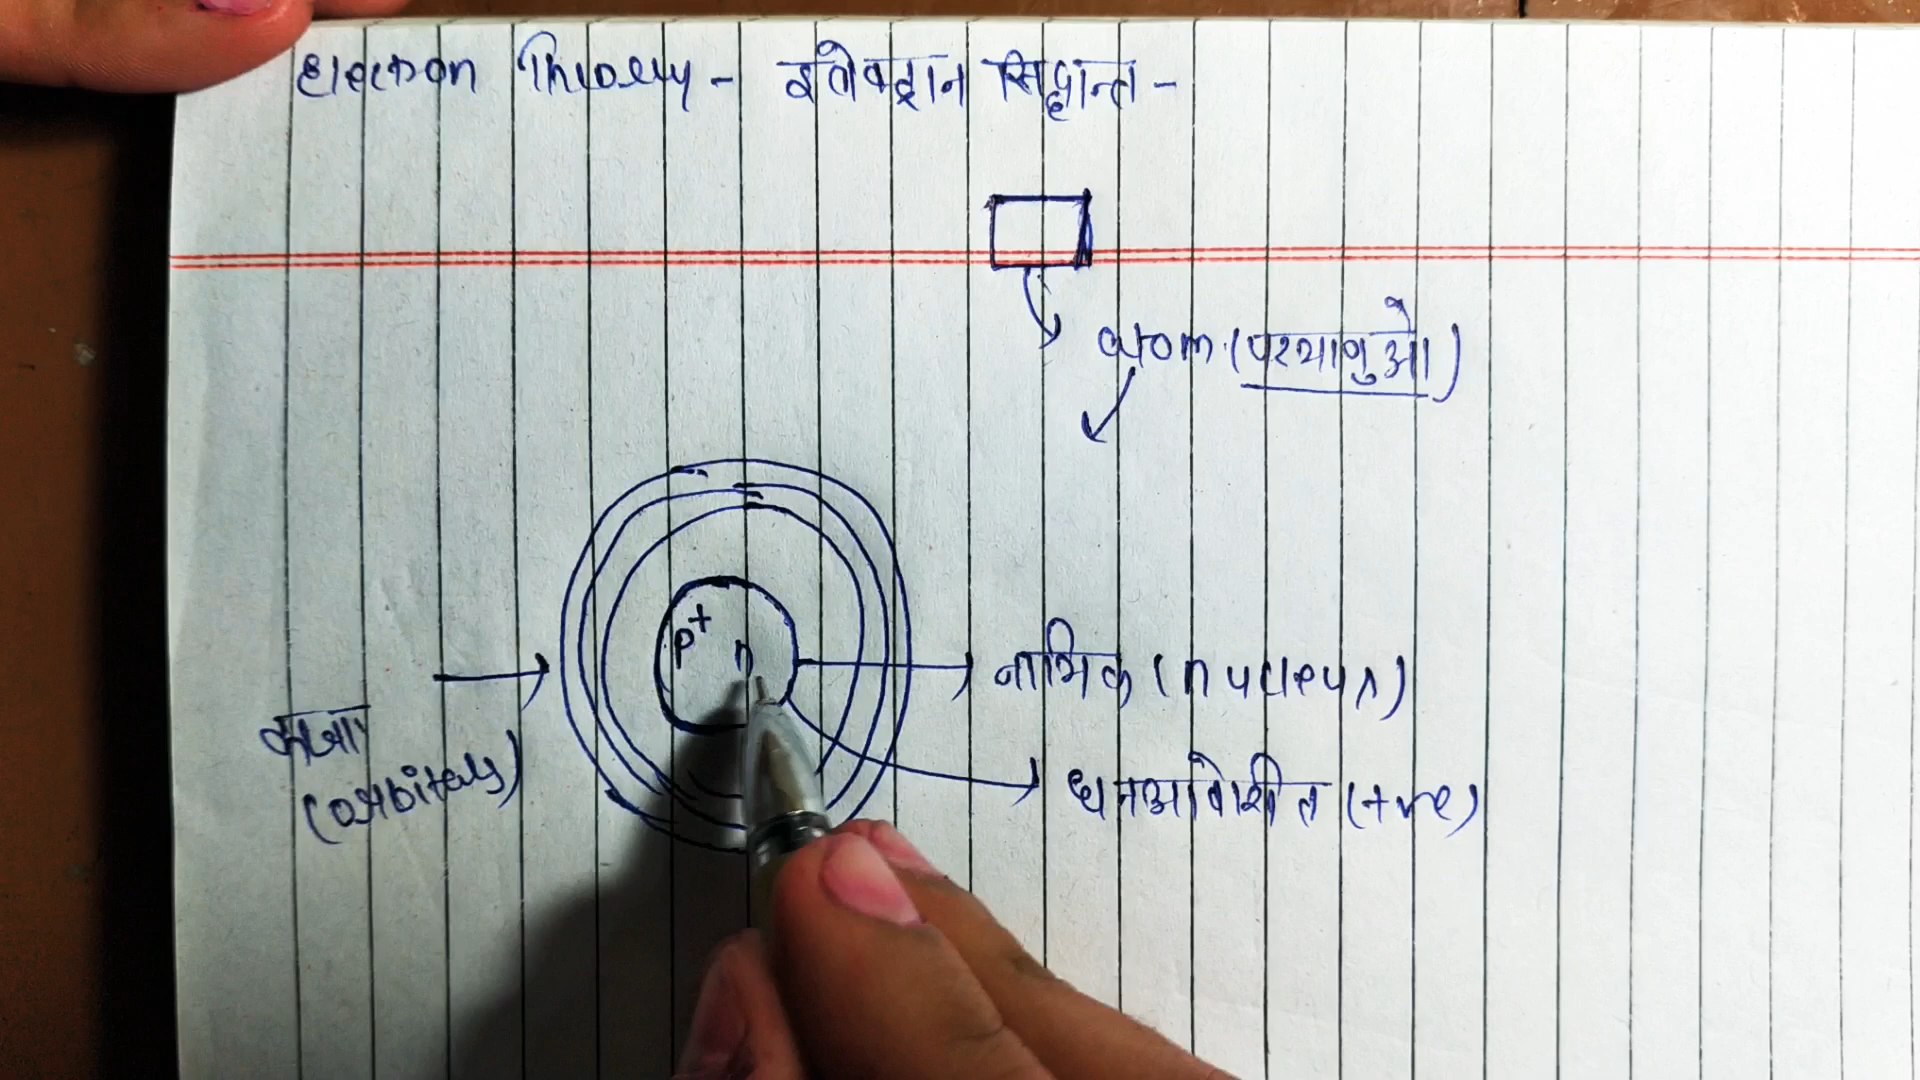 Electron Theory - इलेक्ट्रान सिद्धान्त -
atom (परमाणुओं)
P+
n
नाभिक (nucleus)
कक्षा
(orbitals)
धनआवेशीत (+ve)